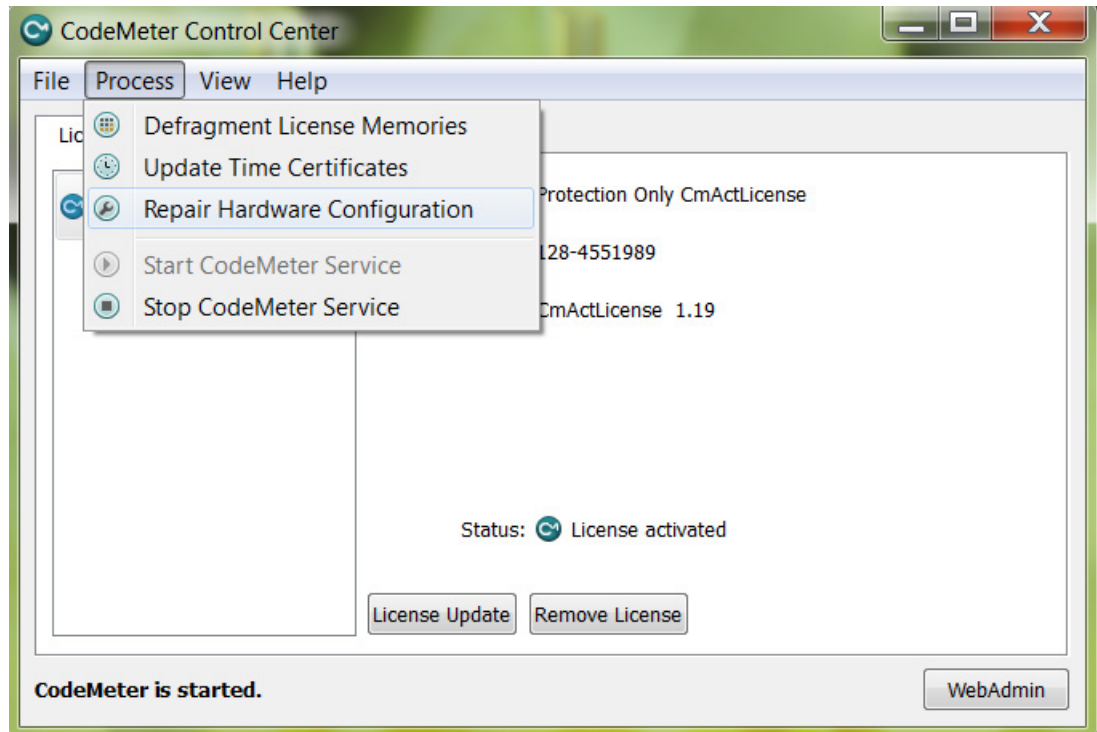 CodeMeter Control Center
File Process View Help
Defragment License Memories
Update Time Certificates
Repair Hardware Configuration
Start CodeMeter Service
Stop CodeMeter Service
Protection Only CmActLicense
128-4551989
CmActLicense 1.19
Status: License activated
License Update Remove License
CodeMeter is started.
WebAdmin